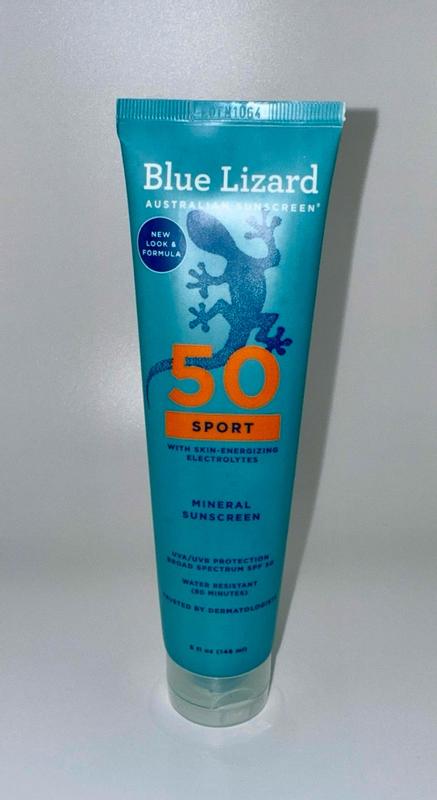 Blue Lizard
AUSTRALIAN SUNSCREEN®
NEW
LOOK &
FORMULA
50
SPORT
WITH SKIN-ENERGIZING
ELECTROLYTES
MINERAL
SUNSCREEN
UVA/UVB PROTECTION
BROAD SPECTRUM SPF 50
WATER RESISTANT
(80 MINUTES)
TRUSTED BY DERMATOLOGISTS
5 fl oz (148 ml)